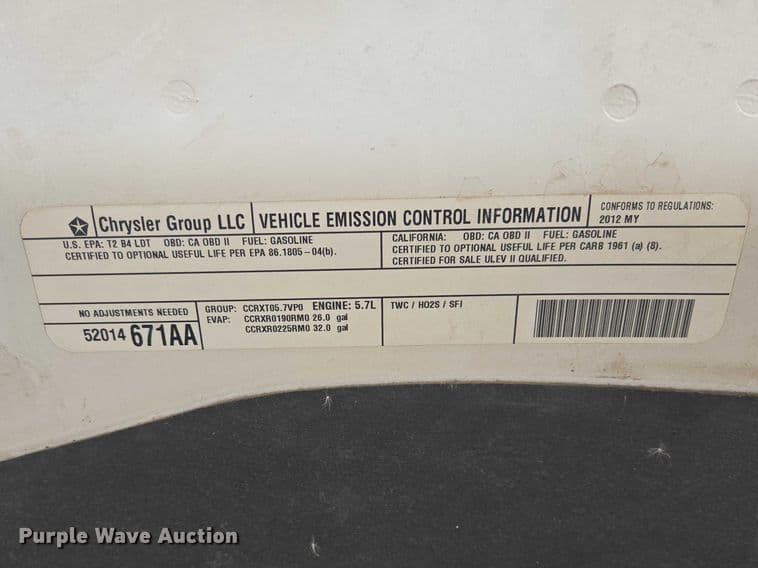 Chrysler Group LLC
VEHICLE EMISSION CONTROL INFORMATION
CONFORMS TO REGULATIONS:
2012 MY
U.S. EPA: T2 B4 LDT OBD: CA OBD II FUEL: GASOLINE
CERTIFIED TO OPTIONAL USEFUL LIFE PER EPA 86.1805-04(b).
CALIFORNIA: OBD: CA OBD II FUEL: GASOLINE
CERTIFIED TO OPTIONAL USEFUL LIFE PER CARB 1961 (a) (8).
CERTIFIED FOR SALE ULEV II QUALIFIED.
NO ADJUSTMENTS NEEDED
52014 671AA
GROUP: CCRXT05.7VP0 ENGINE: 5.7L
EVAP: CCRXR0190RM0 26.0 gal
CCRXR0225RM0 32.0 gal
TWC / HO2S / SFI
Purple Wave Auction